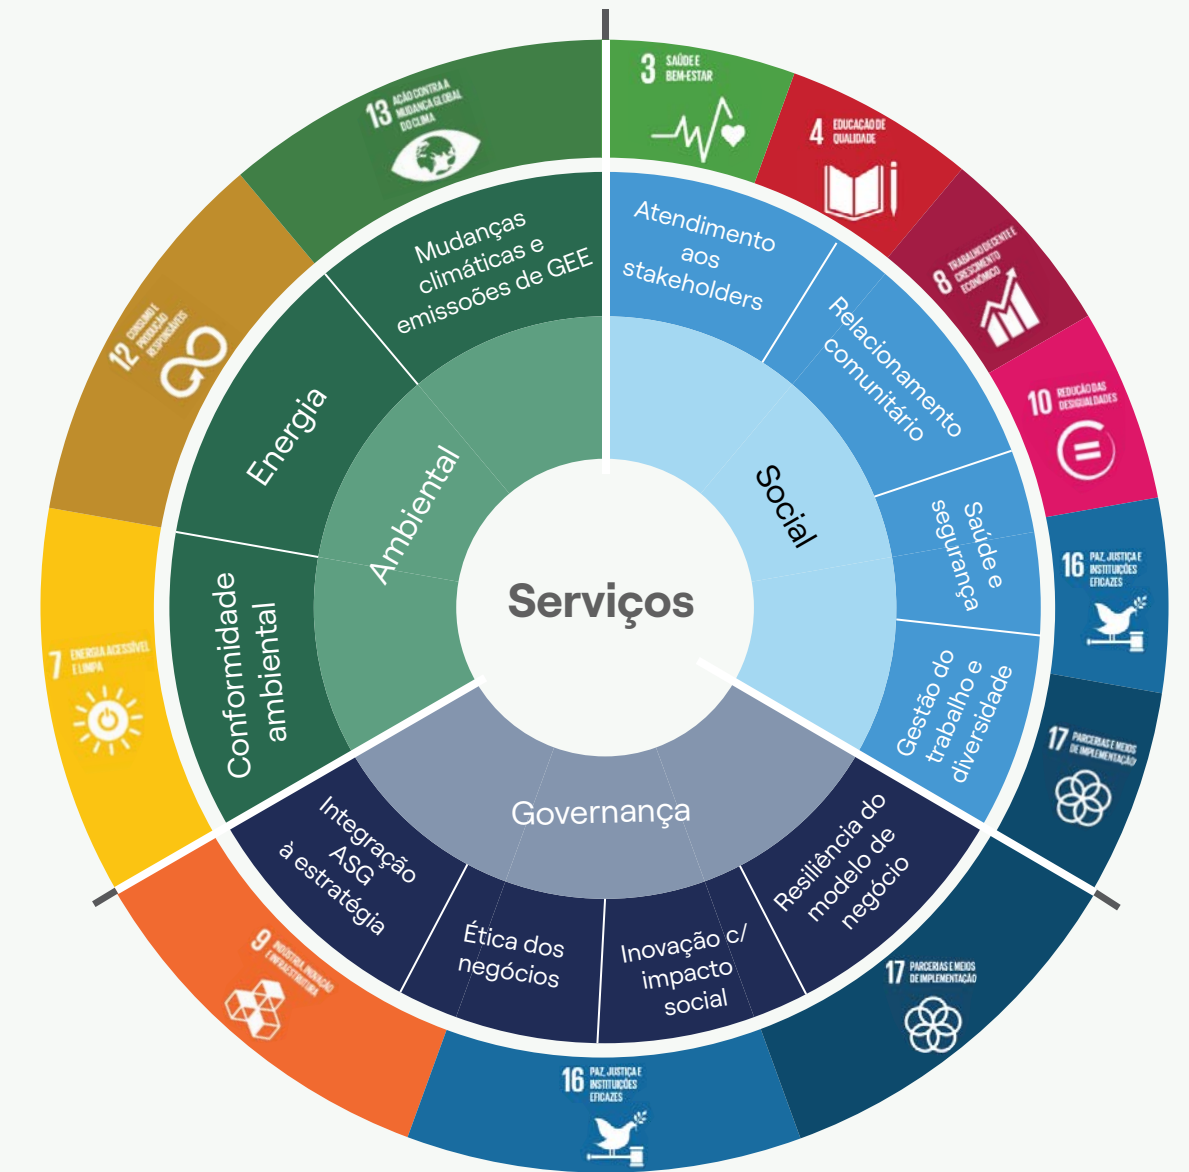 3
SAÚDE E
BEM-ESTAR
4
EDUCAÇÃO DE
QUALIDADE
8
TRABALHO DECENTE E
CRESCIMENTO
ECONÔMICO
10
REDUÇÃO DAS
DESIGUALDADES
16
PAZ, JUSTIÇA E
INSTITUIÇÕES
EFICAZES
17
PARCERIAS E MEIOS
DE IMPLEMENTAÇÃO
17
PARCERIAS E MEIOS
DE IMPLEMENTAÇÃO
16
PAZ, JUSTIÇA E
INSTITUIÇÕES
EFICAZES
9
INDÚSTRIA, INOVAÇÃO
E INFRAESTRUTURA
7
ENERGIA ACESSÍVEL
E LIMPA
12
CONSUMO E
PRODUÇÃO
RESPONSÁVEIS
13
AÇÃO CONTRA A
MUDANÇA GLOBAL
DO CLIMA
Atendimento
aos
stakeholders
Relacionamento
comunitário
Saúde e
segurança
Gestão do
trabalho e
diversidade
Resiliência do
modelo de
negócio
Inovação c/
impacto
social
Ética dos
negócios
Integração
ASG
à estratégia
Conformidade
ambiental
Energia
Mudanças
climáticas e
emissoões de GEE
Ambiental
Social
Governança
Serviços